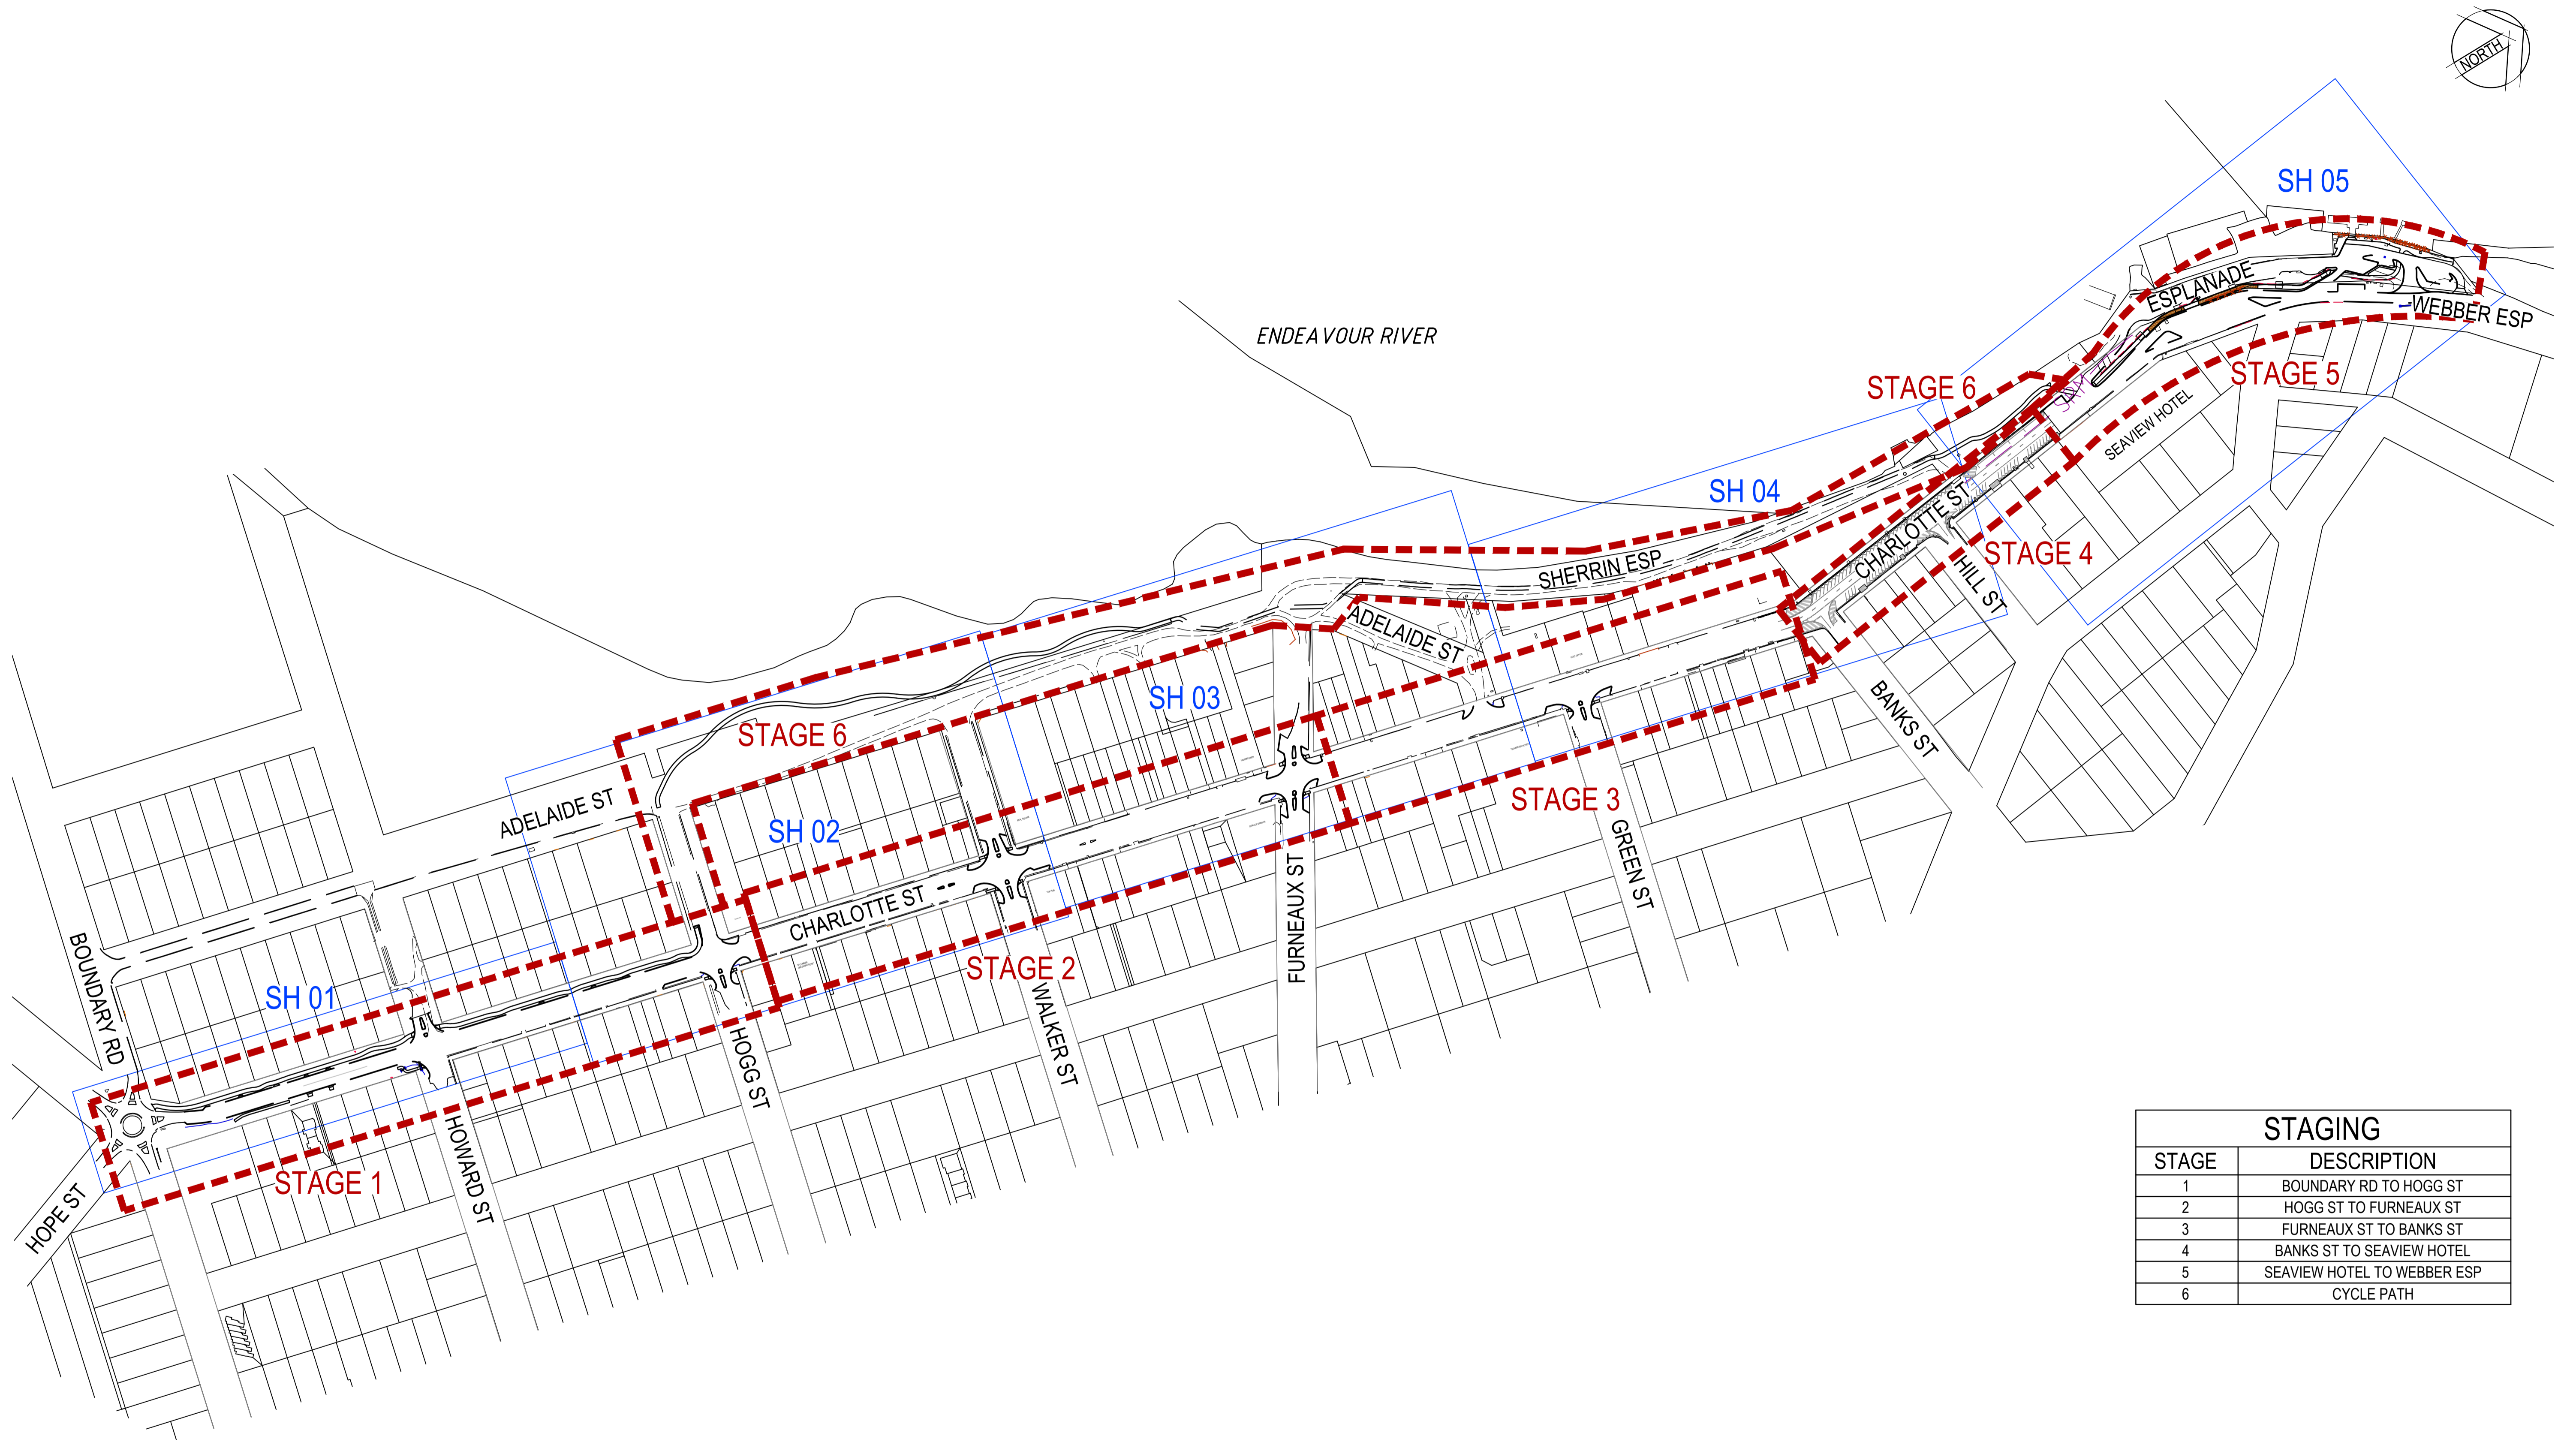 NORTH
SH 05
ESPLANADE
WEBBER ESP
ENDEAVOUR RIVER
STAGE 6
STAGE 5
SEAVIEW HOTEL
SH 04
CHARLOTTE ST
STAGE 4
HILL ST
SHERRIN ESP
ADELAIDE ST
SH 03
BANKS ST
STAGE 6
ADELAIDE ST
SH 02
STAGE 3
GREEN ST
CHARLOTTE ST
FURNEAUX ST
STAGE 2
BOUNDARY RD
SH 01
WALKER ST
HOGG ST
HOWARD ST
STAGE 1
HOPE ST
STAGING
STAGE DESCRIPTION
1 BOUNDARY RD TO HOGG ST
2 HOGG ST TO FURNEAUX ST
3 FURNEAUX ST TO BANKS ST
4 BANKS ST TO SEAVIEW HOTEL
5 SEAVIEW HOTEL TO WEBBER ESP
6 CYCLE PATH